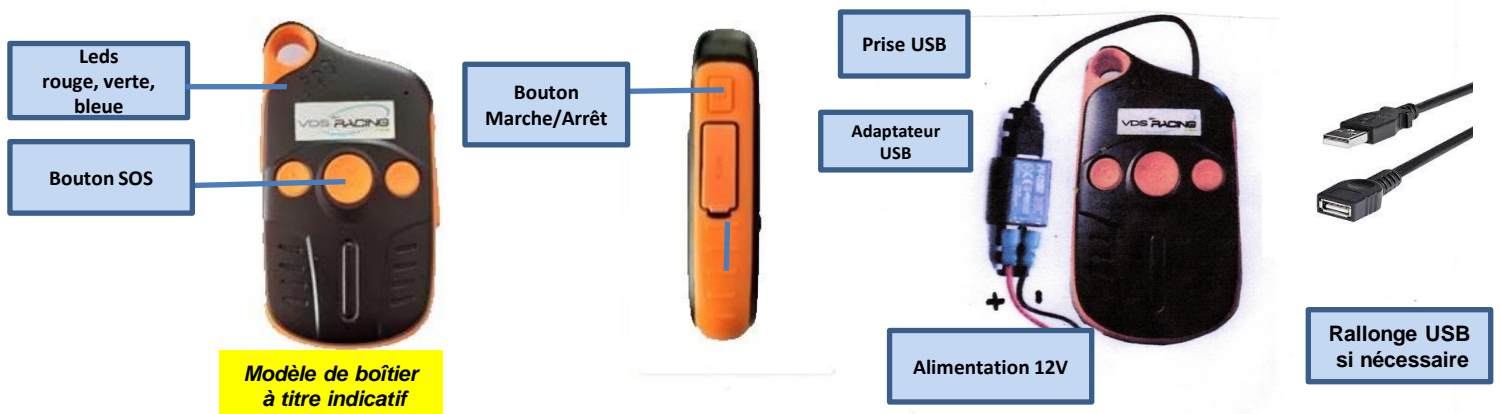 Leds
rouge, verte,
bleue
Bouton SOS
VDS RACING
Modèle de boîtier
à titre indicatif
Bouton
Marche/Arrêt
Prise USB
Adaptateur
USB
VDS RACING
+
-
Alimentation 12V
Rallonge USB
si nécessaire